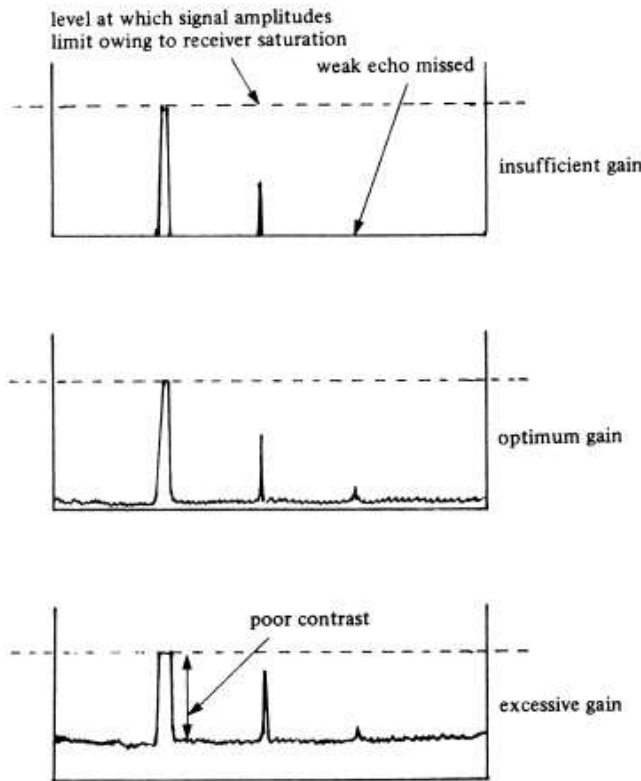 level at which signal amplitudes
limit owing to receiver saturation
weak echo missed
insufficient gain
optimum gain
poor contrast
excessive gain